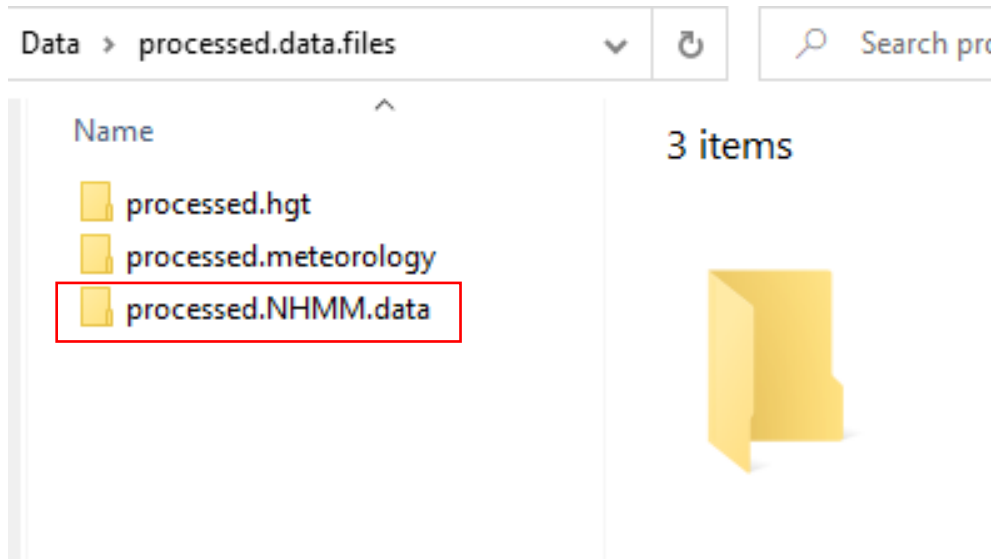 Data > processed.data.files
Search pro
Name
3 items
processed.hgt
processed.meteorology
processed.NHMM.data